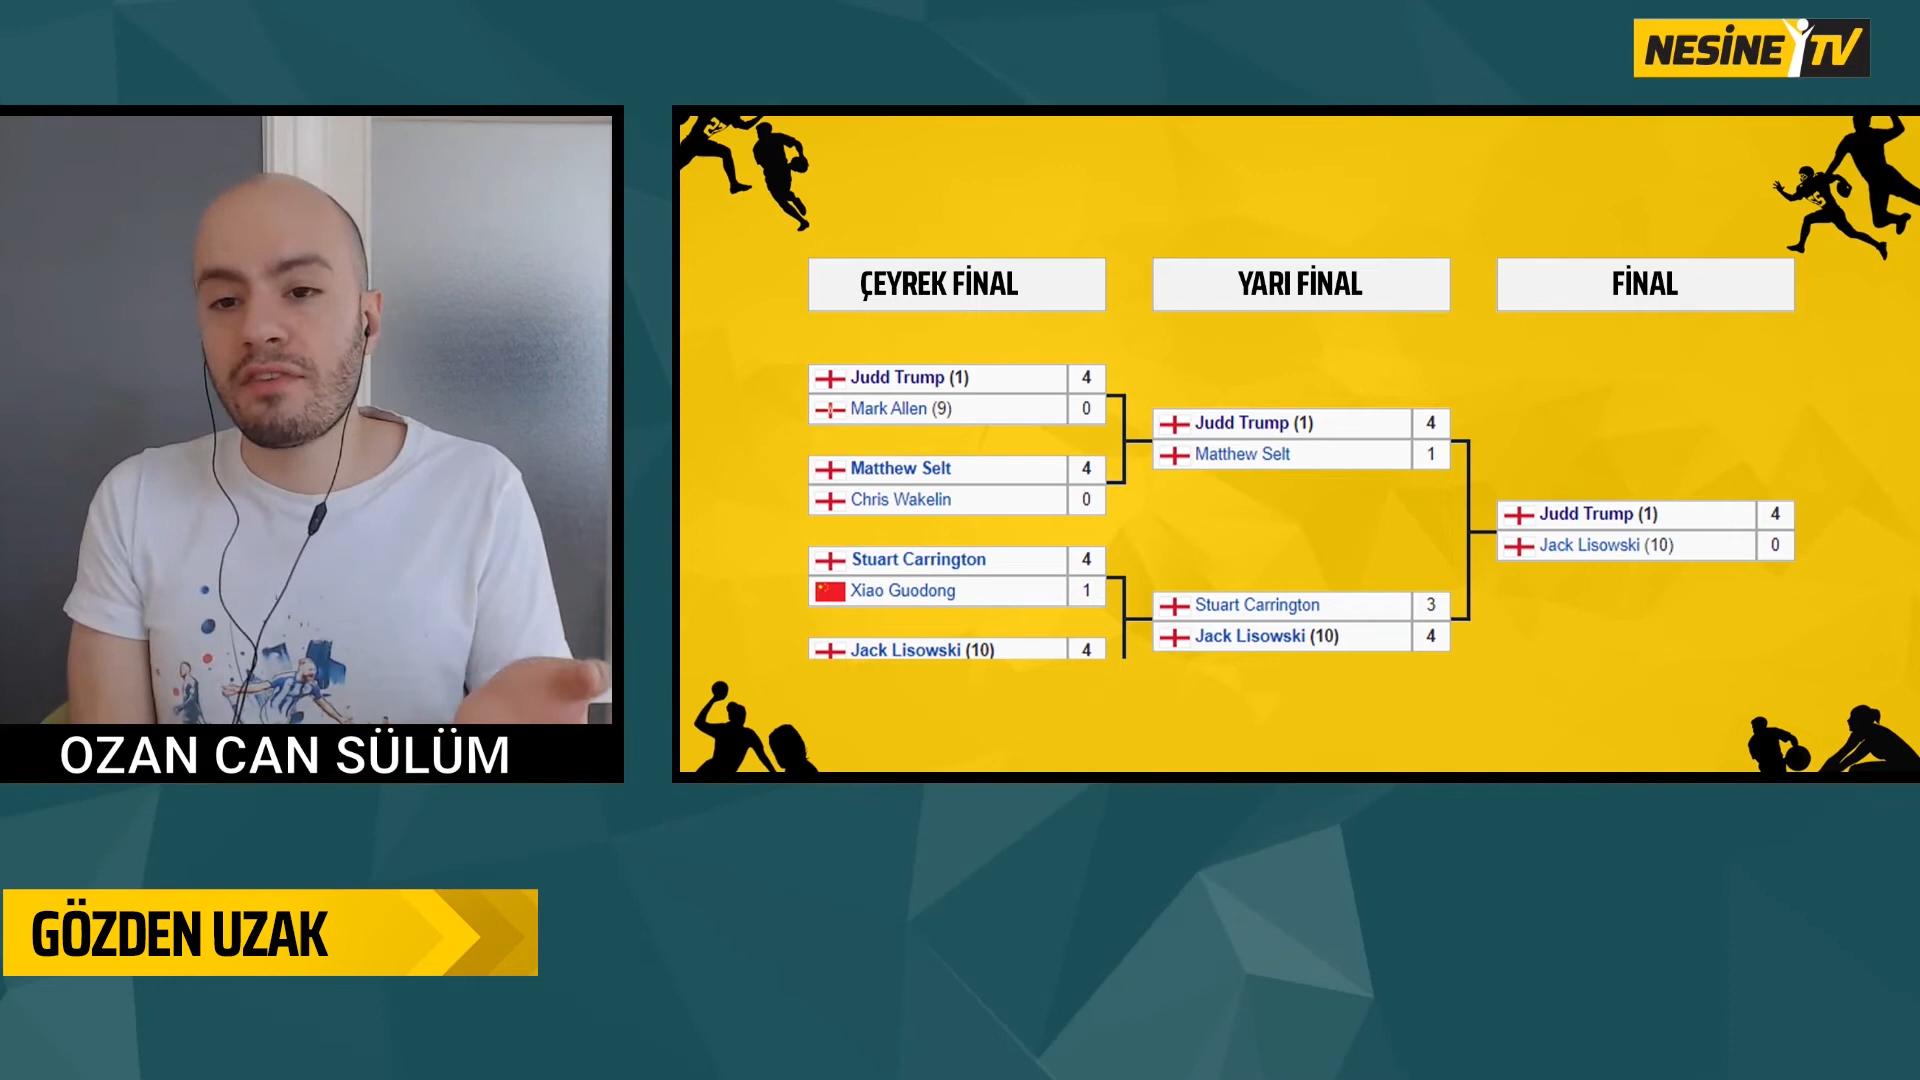 NESİNE TV
ÇEYREK FİNAL
YARI FİNAL
FİNAL
Judd Trump (1) 4
Mark Allen (9) 0
Matthew Selt 4
Chris Wakelin 0
Stuart Carrington 4
Xiao Guodong 1
Jack Lisowski (10) 4
Judd Trump (1) 4
Matthew Selt 1
Stuart Carrington 3
Jack Lisowski (10) 4
Judd Trump (1) 4
Jack Lisowski (10) 0
OZAN CAN SÜLÜM
GÖZDEN UZAK